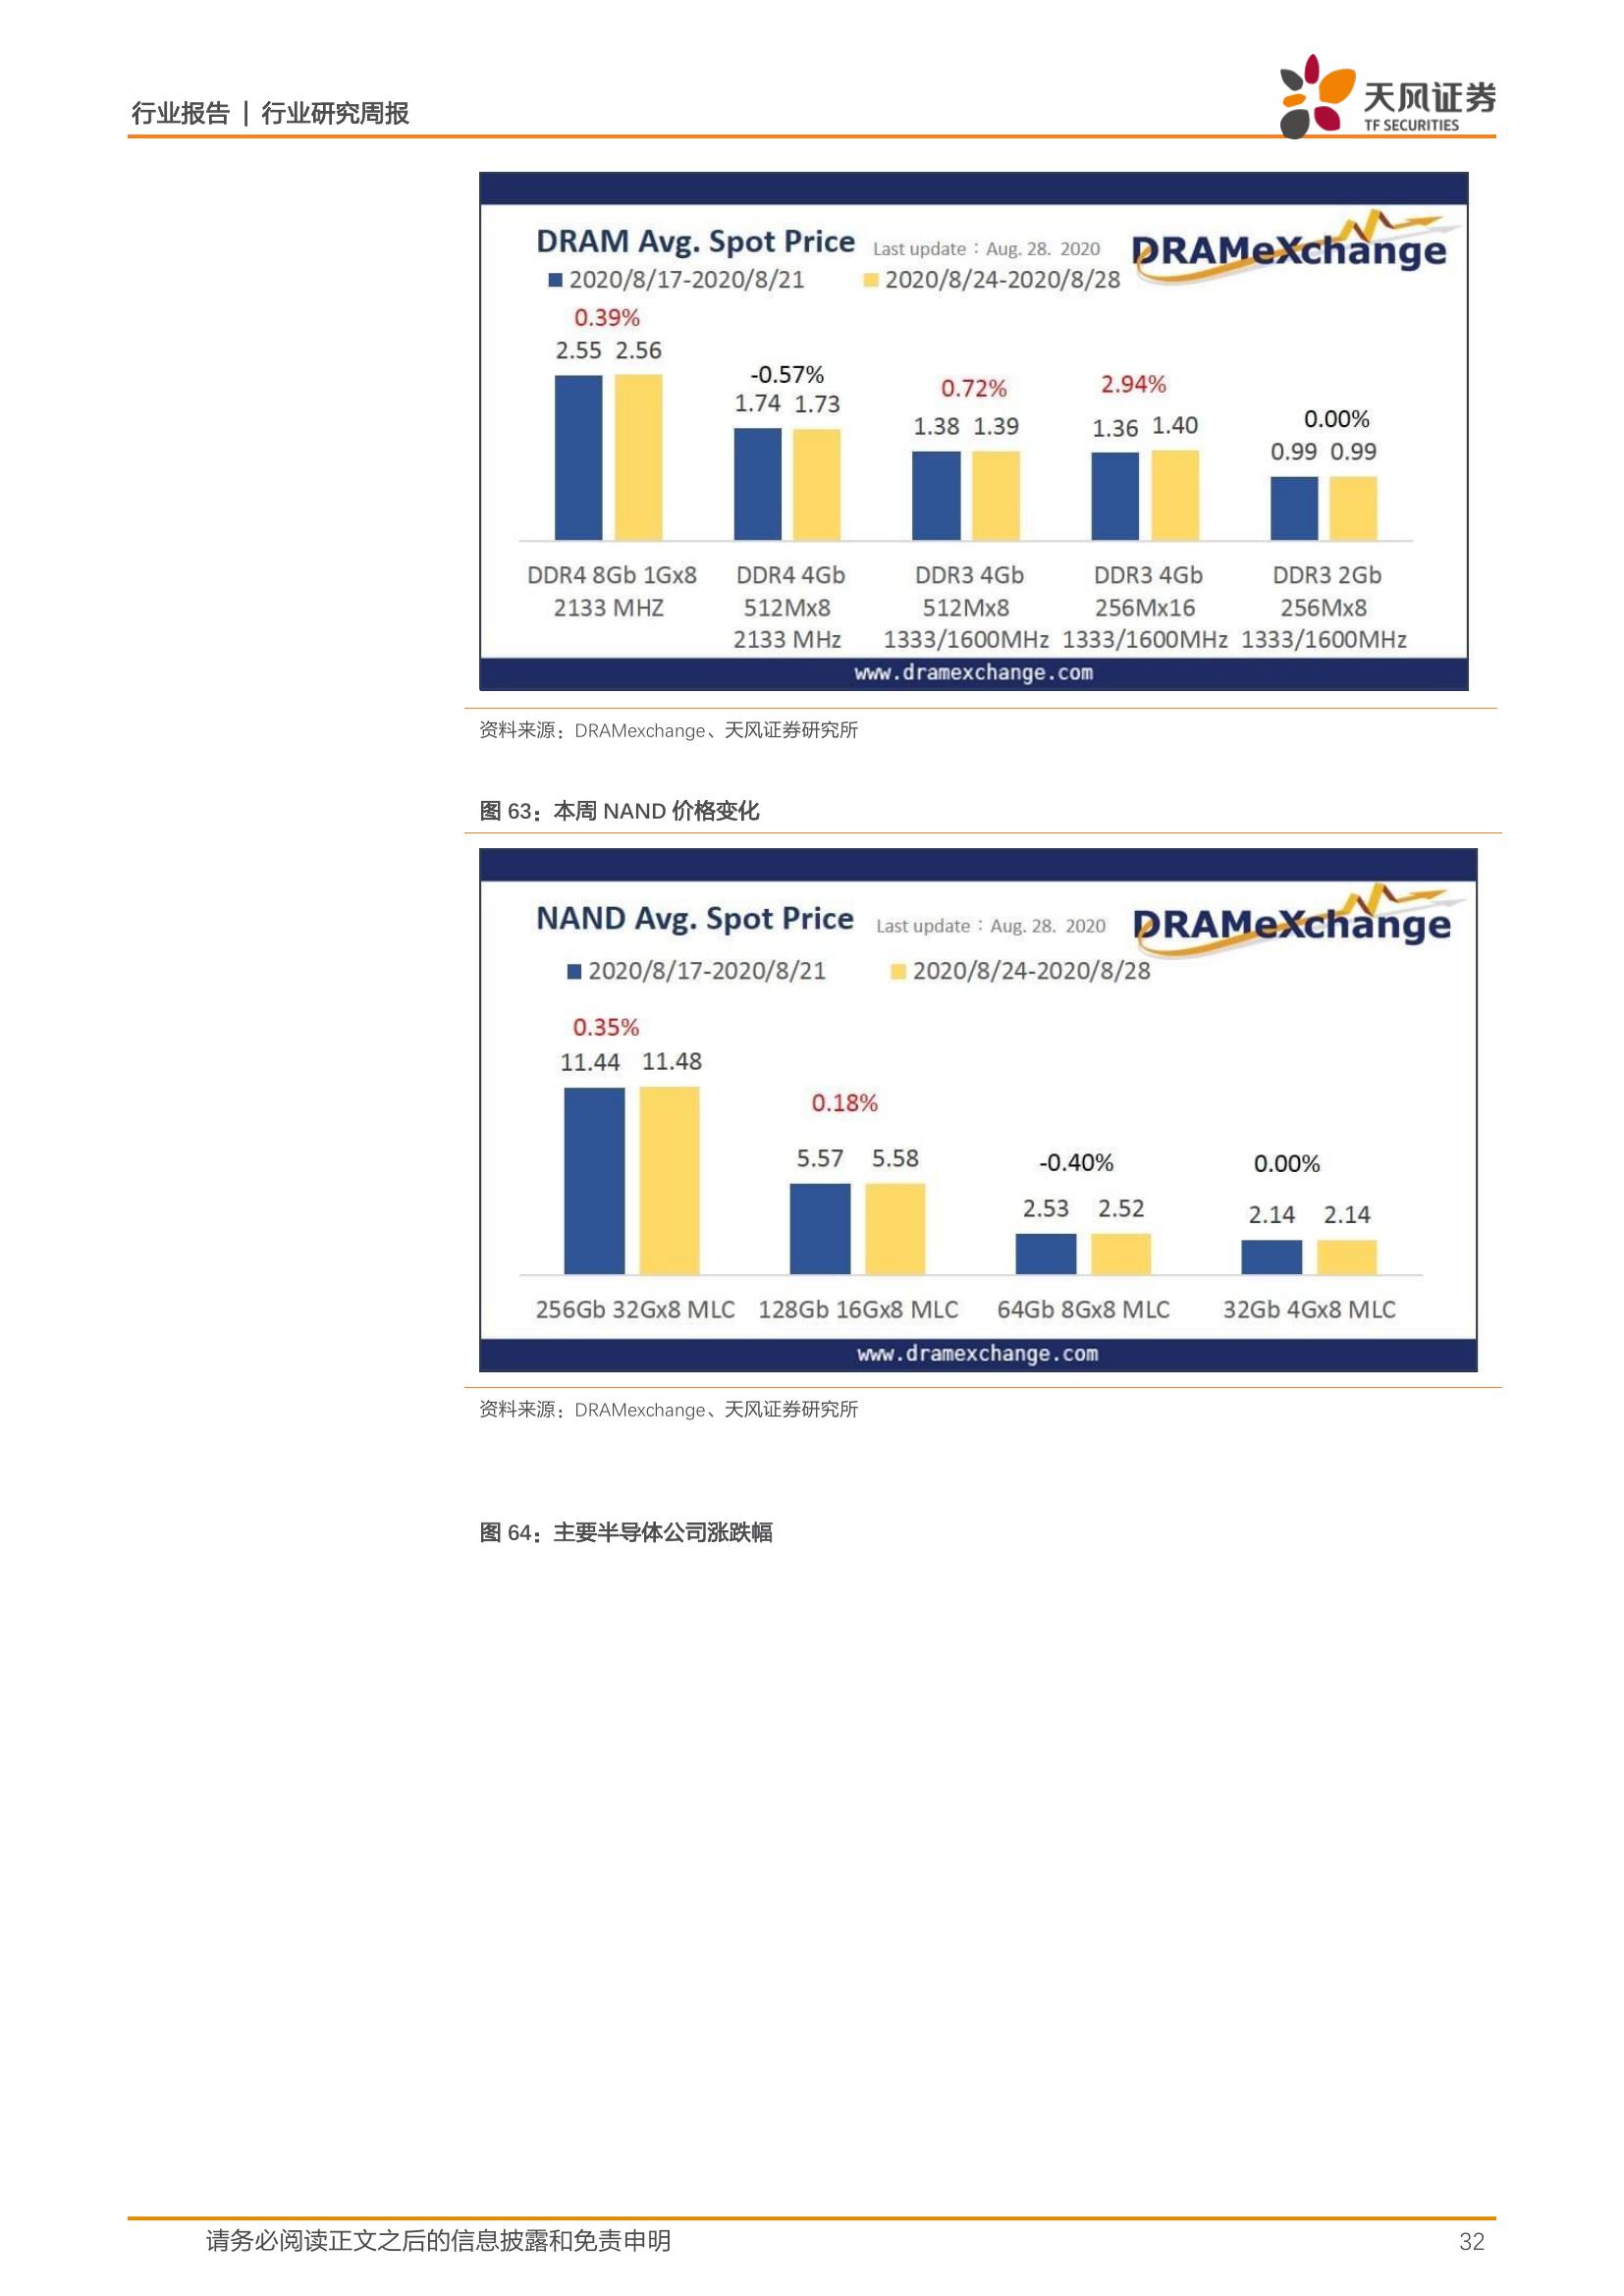 行业报告 | 行业研究周报
天风证券
TF SECURITIES
DRAM Avg. Spot Price Last update：Aug. 28. 2020 DRAMeXchange
2020/8/17-2020/8/21 2020/8/24-2020/8/28
0.39%
2.55 2.56
-0.57%
1.74 1.73
0.72%
1.38 1.39
2.94%
1.36 1.40
0.00%
0.99 0.99
DDR4 8Gb 1Gx8
2133 MHZ
DDR4 4Gb
512Mx8
2133 MHz
DDR3 4Gb
512Mx8
1333/1600MHz
DDR3 4Gb
256Mx16
1333/1600MHz
DDR3 2Gb
256Mx8
1333/1600MHz
www.dramexchange.com
资料来源：DRAMexchange、天风证券研究所
图 63：本周 NAND 价格变化
NAND Avg. Spot Price Last update：Aug. 28. 2020 DRAMeXchange
2020/8/17-2020/8/21 2020/8/24-2020/8/28
0.35%
11.44 11.48
0.18%
5.57 5.58
-0.40%
2.53 2.52
0.00%
2.14 2.14
256Gb 32Gx8 MLC 128Gb 16Gx8 MLC 64Gb 8Gx8 MLC 32Gb 4Gx8 MLC
www.dramexchange.com
资料来源：DRAMexchange、天风证券研究所
图 64：主要半导体公司涨跌幅
请务必阅读正文之后的信息披露和免责申明 32